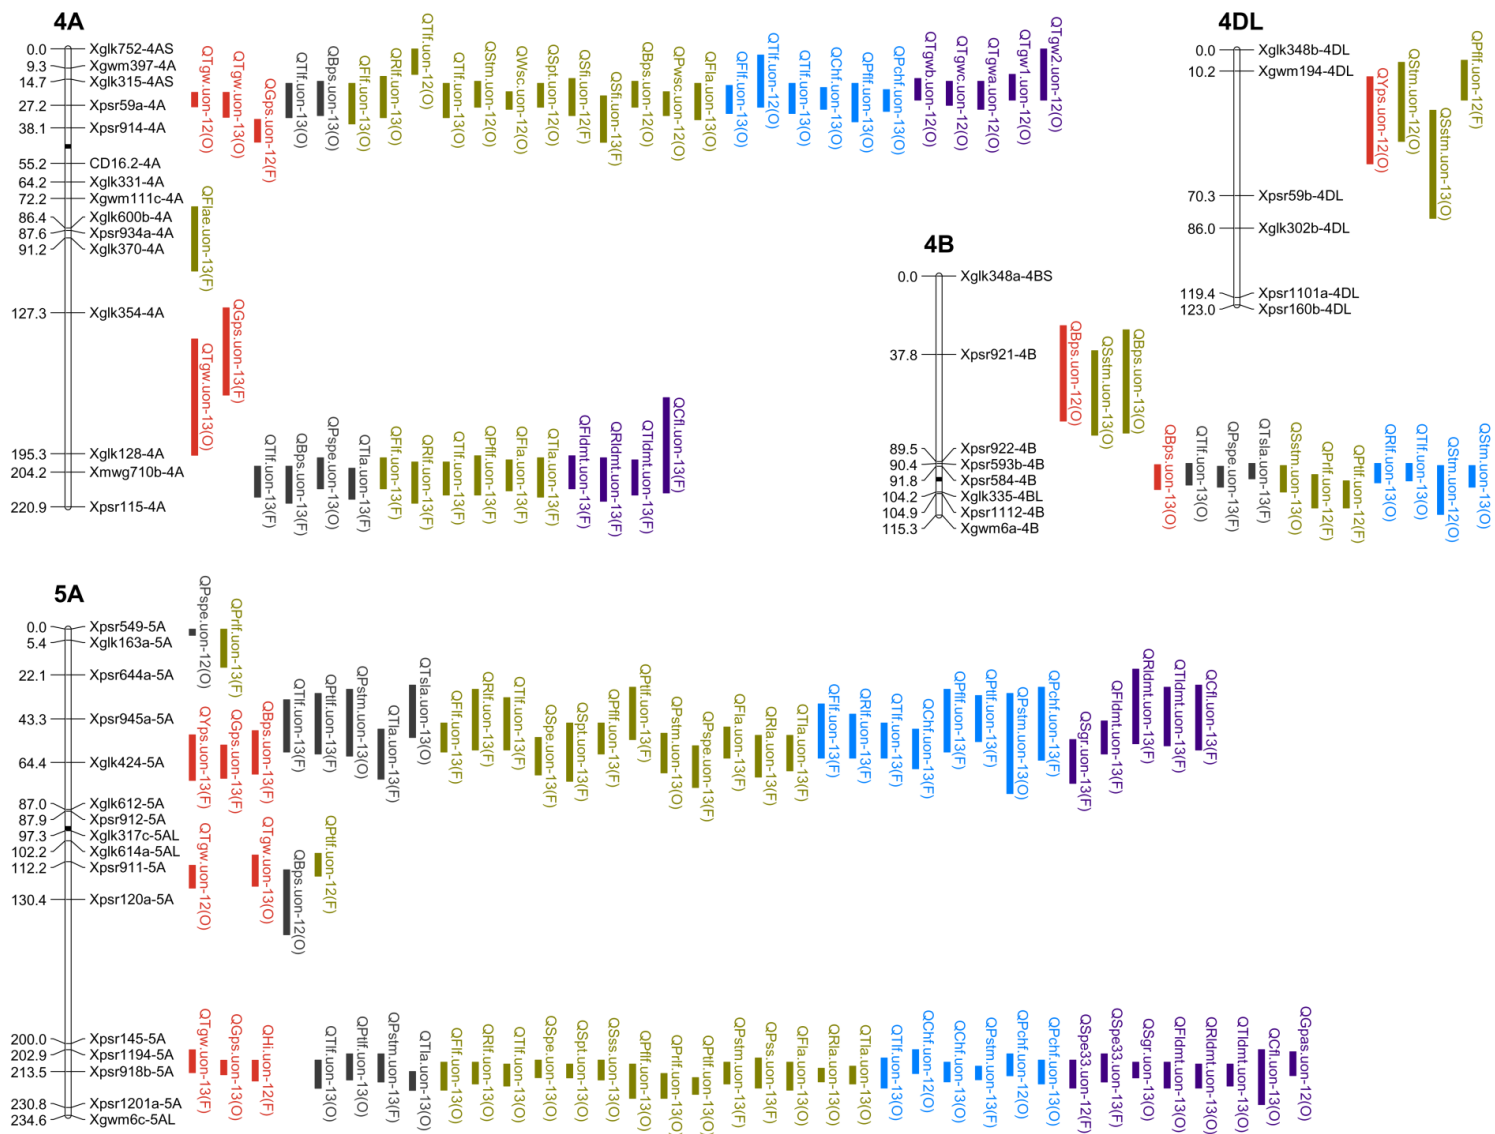 4A
0.0 Xglk752-4AS
9.3 Xgwm397-4A
14.7 Xglk315-4AS
27.2 Xpsr59a-4A
38.1 Xpsr914-4A
55.2 CD16.2-4A
64.2 Xglk331-4A
72.2 Xgwm111c-4A
86.4 Xglk600b-4A
87.6 Xpsr934a-4A
91.2 Xglk370-4A
127.3 Xglk354-4A
195.3 Xglk128-4A
204.2 Xmwg710b-4A
220.9 Xpsr115-4A
QTgw.uon-12(O)
QTgw.uon-13(O)
QGps.uon-12(F)
QTlf.uon-13(O)
QBps.uon-13(O)
QFlf.uon-13(O)
QRlf.uon-13(O)
QTlf.uon-12(O)
QTlf.uon-13(O)
QStm.uon-12(O)
QWsc.uon-12(O)
QSpt.uon-12(O)
QSfi.uon-12(F)
QSfi.uon-13(F)
QBps.uon-12(O)
QPwsc.uon-12(O)
QFla.uon-13(O)
QFlf.uon-13(O)
QTlf.uon-12(O)
QTlf.uon-13(O)
QChf.uon-13(O)
QPflf.uon-13(O)
QPchf.uon-13(O)
QTgwb.uon-12(O)
QTgwc.uon-12(O)
QTgwa.uon-12(O)
QTgw1.uon-12(O)
QTgw2.uon-12(O)
QFlae.uon-13(F)
QTgw.uon-13(O)
QGps.uon-13(F)
QTlf.uon-13(F)
QBps.uon-13(F)
QPspe.uon-13(O)
QTla.uon-13(F)
QFlf.uon-13(F)
QRlf.uon-13(F)
QTlf.uon-13(F)
QPflf.uon-13(F)
QFla.uon-13(F)
QTla.uon-13(F)
QFldmt.uon-13(F)
QRldmt.uon-13(F)
QTldmt.uon-13(F)
QCfl.uon-13(F)
4DL
0.0 Xglk348b-4DL
10.2 Xgwm194-4DL
70.3 Xpsr59b-4DL
86.0 Xglk302b-4DL
119.4 Xpsr1101a-4DL
123.0 Xpsr160b-4DL
QYps.uon-12(O)
QStm.uon-12(O)
QSstm.uon-13(O)
QPflf.uon-12(F)
4B
0.0 Xglk348a-4BS
37.8 Xpsr921-4B
89.5 Xpsr922-4B
90.4 Xpsr593b-4B
91.8 Xpsr584-4B
104.2 Xglk335-4BL
104.9 Xpsr1112-4B
115.3 Xgwm6a-4B
QBps.uon-12(O)
QSstm.uon-13(O)
QBps.uon-13(O)
QBps.uon-13(O)
QTlf.uon-13(O)
QPspe.uon-13(F)
QTsla.uon-13(F)
QSstm.uon-13(O)
QPrlf.uon-12(F)
QPtlf.uon-12(F)
QRlf.uon-13(O)
QTlf.uon-13(O)
QStm.uon-12(O)
QStm.uon-13(O)
5A
0.0 Xpsr549-5A
5.4 Xglk163a-5A
22.1 Xpsr644a-5A
43.3 Xpsr945a-5A
64.4 Xglk424-5A
87.0 Xglk612-5A
87.9 Xpsr912-5A
97.3 Xglk317c-5AL
102.2 Xglk614a-5AL
112.2 Xpsr911-5A
130.4 Xpsr120a-5A
200.0 Xpsr145-5A
202.9 Xpsr1194-5A
213.5 Xpsr918b-5A
230.8 Xpsr1201a-5A
234.6 Xgwm6c-5AL
QPspe.uon-12(O)
QPrlf.uon-13(F)
QYps.uon-13(F)
QGps.uon-13(F)
QBps.uon-13(F)
QTlf.uon-13(F)
QPtlf.uon-13(F)
QPstm.uon-13(O)
QTla.uon-13(F)
QTsla.uon-13(O)
QFlf.uon-13(F)
QRlf.uon-13(F)
QTlf.uon-13(F)
QSpe.uon-13(F)
QSpt.uon-13(F)
QPflf.uon-13(F)
QPtlf.uon-13(F)
QPstm.uon-13(O)
QPspe.uon-13(F)
QFla.uon-13(F)
QRla.uon-13(F)
QTla.uon-13(F)
QFlf.uon-13(F)
QRlf.uon-13(F)
QTlf.uon-13(F)
QChf.uon-13(F)
QPflf.uon-13(F)
QPtlf.uon-13(F)
QPstm.uon-13(O)
QPchf.uon-13(F)
QSgr.uon-13(F)
QFldmt.uon-13(F)
QRldmt.uon-13(F)
QTldmt.uon-13(F)
QCfl.uon-13(F)
QTgw.uon-12(O)
QTgw.uon-13(O)
QBps.uon-12(O)
QPtlf.uon-12(F)
QTgw.uon-13(F)
QGps.uon-13(O)
QHi.uon-12(F)
QTlf.uon-13(O)
QPtlf.uon-13(O)
QPstm.uon-13(F)
QTla.uon-13(O)
QFlf.uon-13(O)
QRlf.uon-13(O)
QTlf.uon-13(O)
QSpe.uon-13(O)
QSpt.uon-13(O)
QSss.uon-13(O)
QPflf.uon-13(O)
QPrlf.uon-13(O)
QPtlf.uon-13(O)
QPstm.uon-13(F)
QPss.uon-13(F)
QFla.uon-13(O)
QRla.uon-13(O)
QTla.uon-13(O)
QTlf.uon-13(O)
QChf.uon-12(O)
QChf.uon-13(O)
QPstm.uon-13(F)
QPchf.uon-12(O)
QPchf.uon-13(O)
QSpe33.uon-12(F)
QSpe33.uon-13(F)
QSgr.uon-13(O)
QFldmt.uon-13(O)
QRldmt.uon-13(O)
QTldmt.uon-13(O)
QCfl.uon-13(O)
QGpas.uon-12(O)